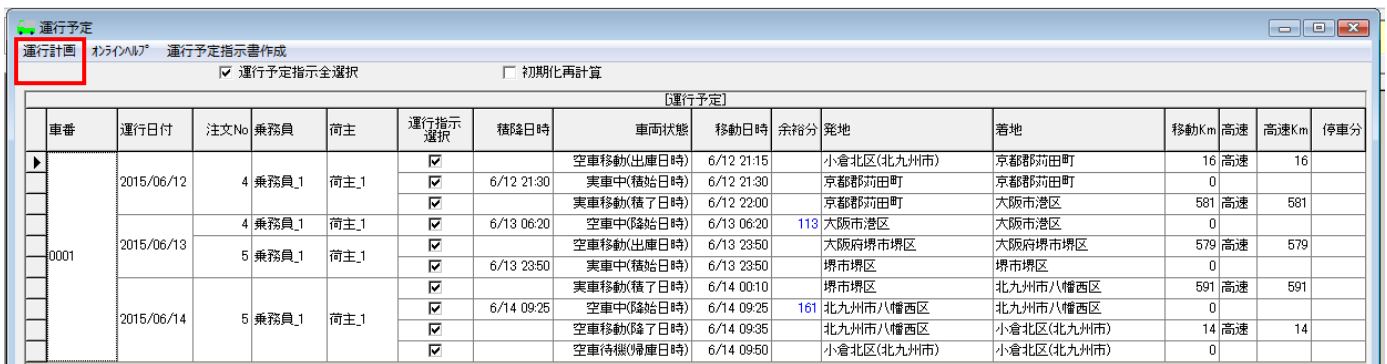 運行予定
運行計画 ｵﾝﾗｲﾝﾍﾙﾌﾟ 運行予定指示書作成
運行予定指示全選択 初期化再計算
[運行予定]
車番 運行日付 注文No 乗務員 荷主 運行指示選択 積降日時 車両状態 移動日時 余裕分 発地 着地 移動Km 高速 高速Km 停車分
0001 2015/06/12 4 乗務員_1 荷主_1 空車移動(出庫日時) 6/12 21:15 小倉北区(北九州市) 京都郡苅田町 16 高速 16
6/12 21:30 実車中(積始日時) 6/12 21:30 京都郡苅田町 京都郡苅田町 0
実車移動(積了日時) 6/12 22:00 京都郡苅田町 大阪市港区 581 高速 581
2015/06/13 4 乗務員_1 荷主_1 6/13 06:20 空車中(降始日時) 6/13 06:20 113 大阪市港区 大阪市港区 0
5 乗務員_1 荷主_1 空車移動(出庫日時) 6/13 23:50 大阪府堺市堺区 大阪府堺市堺区 579 高速 579
6/13 23:50 実車中(積始日時) 6/13 23:50 堺市堺区 堺市堺区 0
2015/06/14 5 乗務員_1 荷主_1 実車移動(積了日時) 6/14 00:10 堺市堺区 北九州市八幡西区 591 高速 591
6/14 09:25 空車中(降始日時) 6/14 09:25 161 北九州市八幡西区 北九州市八幡西区 0
空車移動(降了日時) 6/14 09:35 北九州市八幡西区 小倉北区(北九州市) 14 高速 14
空車待機(帰庫日時) 6/14 09:50 小倉北区(北九州市) 小倉北区(北九州市) 0